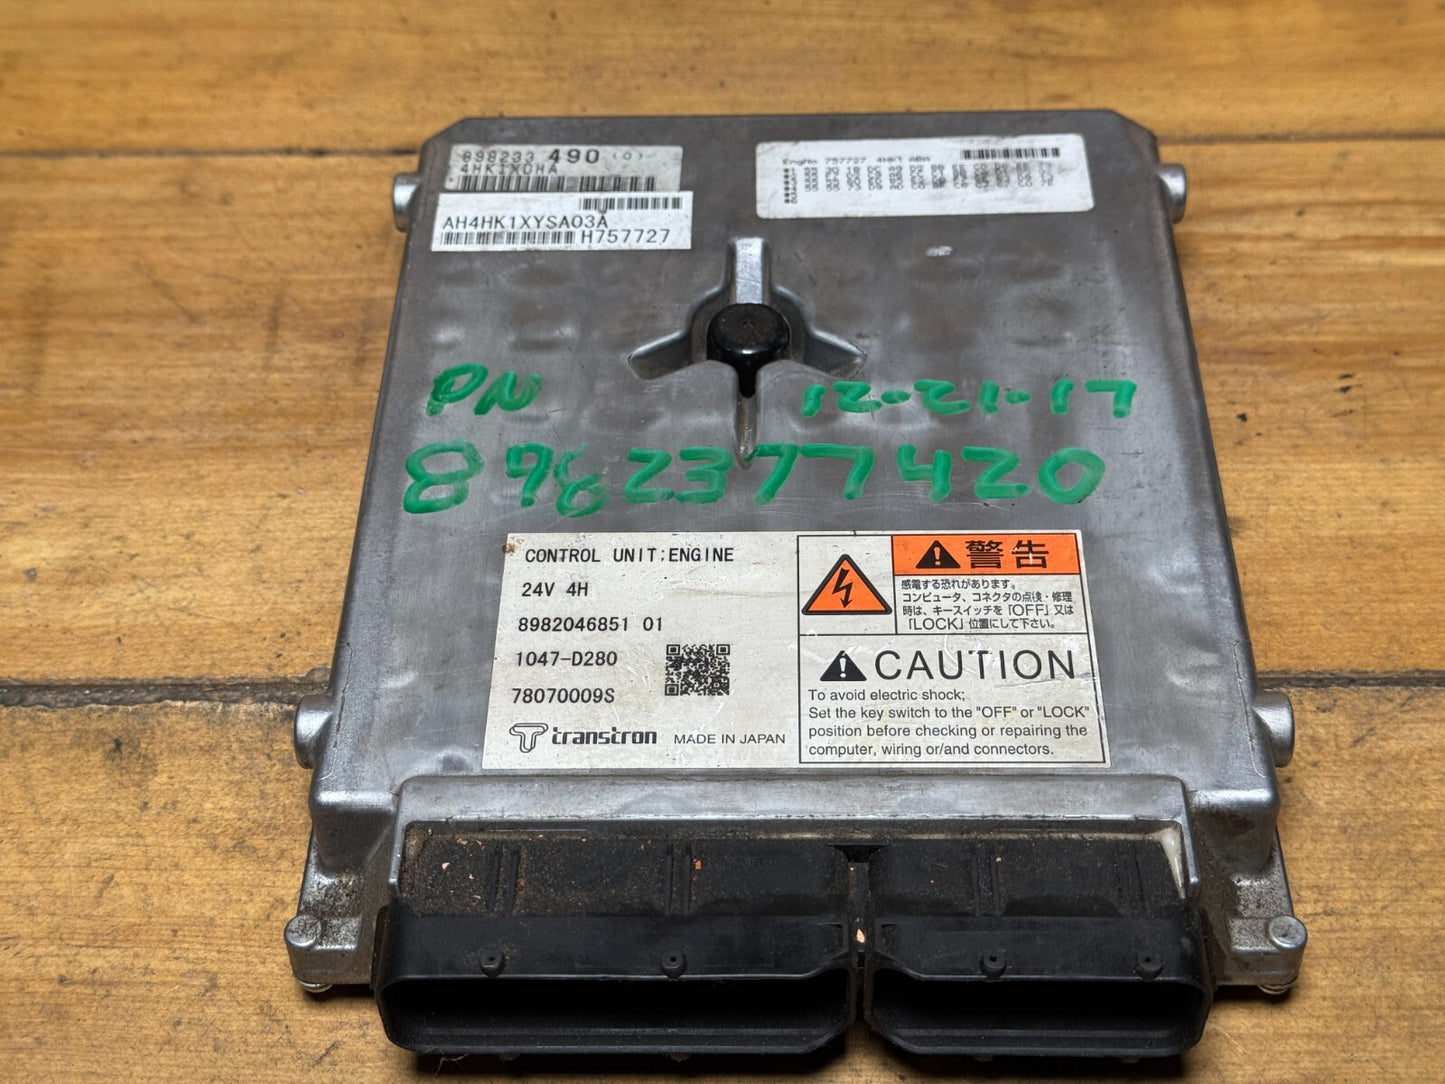 898233 490 (0)
4HK1XDHA
AH4HK1XYSA03A
H757727
EngNo 757727 4HK1
PN
12-21-17
8982377420
CONTROL UNIT;ENGINE
24V 4H
8982046851 01
1047-D280
78070009S
transtron MADE IN JAPAN
警告
感電する恐れがあります。
コンピュータ、コネクタの点検・修理
時は、キースイッチを「OFF」又は
「LOCK」位置にして下さい。
CAUTION
To avoid electric shock;
Set the key switch to the "OFF" or "LOCK"
position before checking or repairing the
computer, wiring or/and connectors.